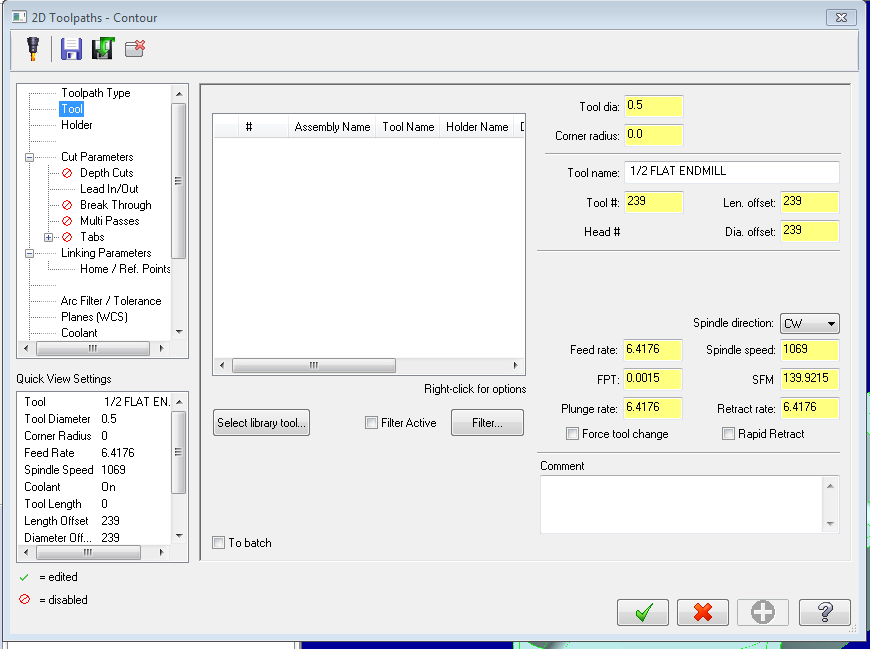 2D Toolpaths - Contour
Toolpath Type
Tool
Holder
Cut Parameters
Depth Cuts
Lead In/Out
Break Through
Multi Passes
Tabs
Linking Parameters
Home / Ref. Points
Arc Filter / Tolerance
Planes (WCS)
Coolant
Quick View Settings
Tool 1/2 FLAT EN...
Tool Diameter 0.5
Corner Radius 0
Feed Rate 6.4176
Spindle Speed 1069
Coolant On
Tool Length 0
Length Offset 239
Diameter Off... 239
= edited
= disabled
# Assembly Name Tool Name Holder Name
Right-click for options
Select library tool...
Filter Active
Filter...
To batch
Tool dia: 0.5
Corner radius: 0.0
Tool name: 1/2 FLAT ENDMILL
Tool #: 239 Len. offset: 239
Head # Dia. offset: 239
Spindle direction: CW
Feed rate: 6.4176 Spindle speed: 1069
FPT: 0.0015 SFM 139.9215
Plunge rate: 6.4176 Retract rate: 6.4176
Force tool change Rapid Retract
Comment